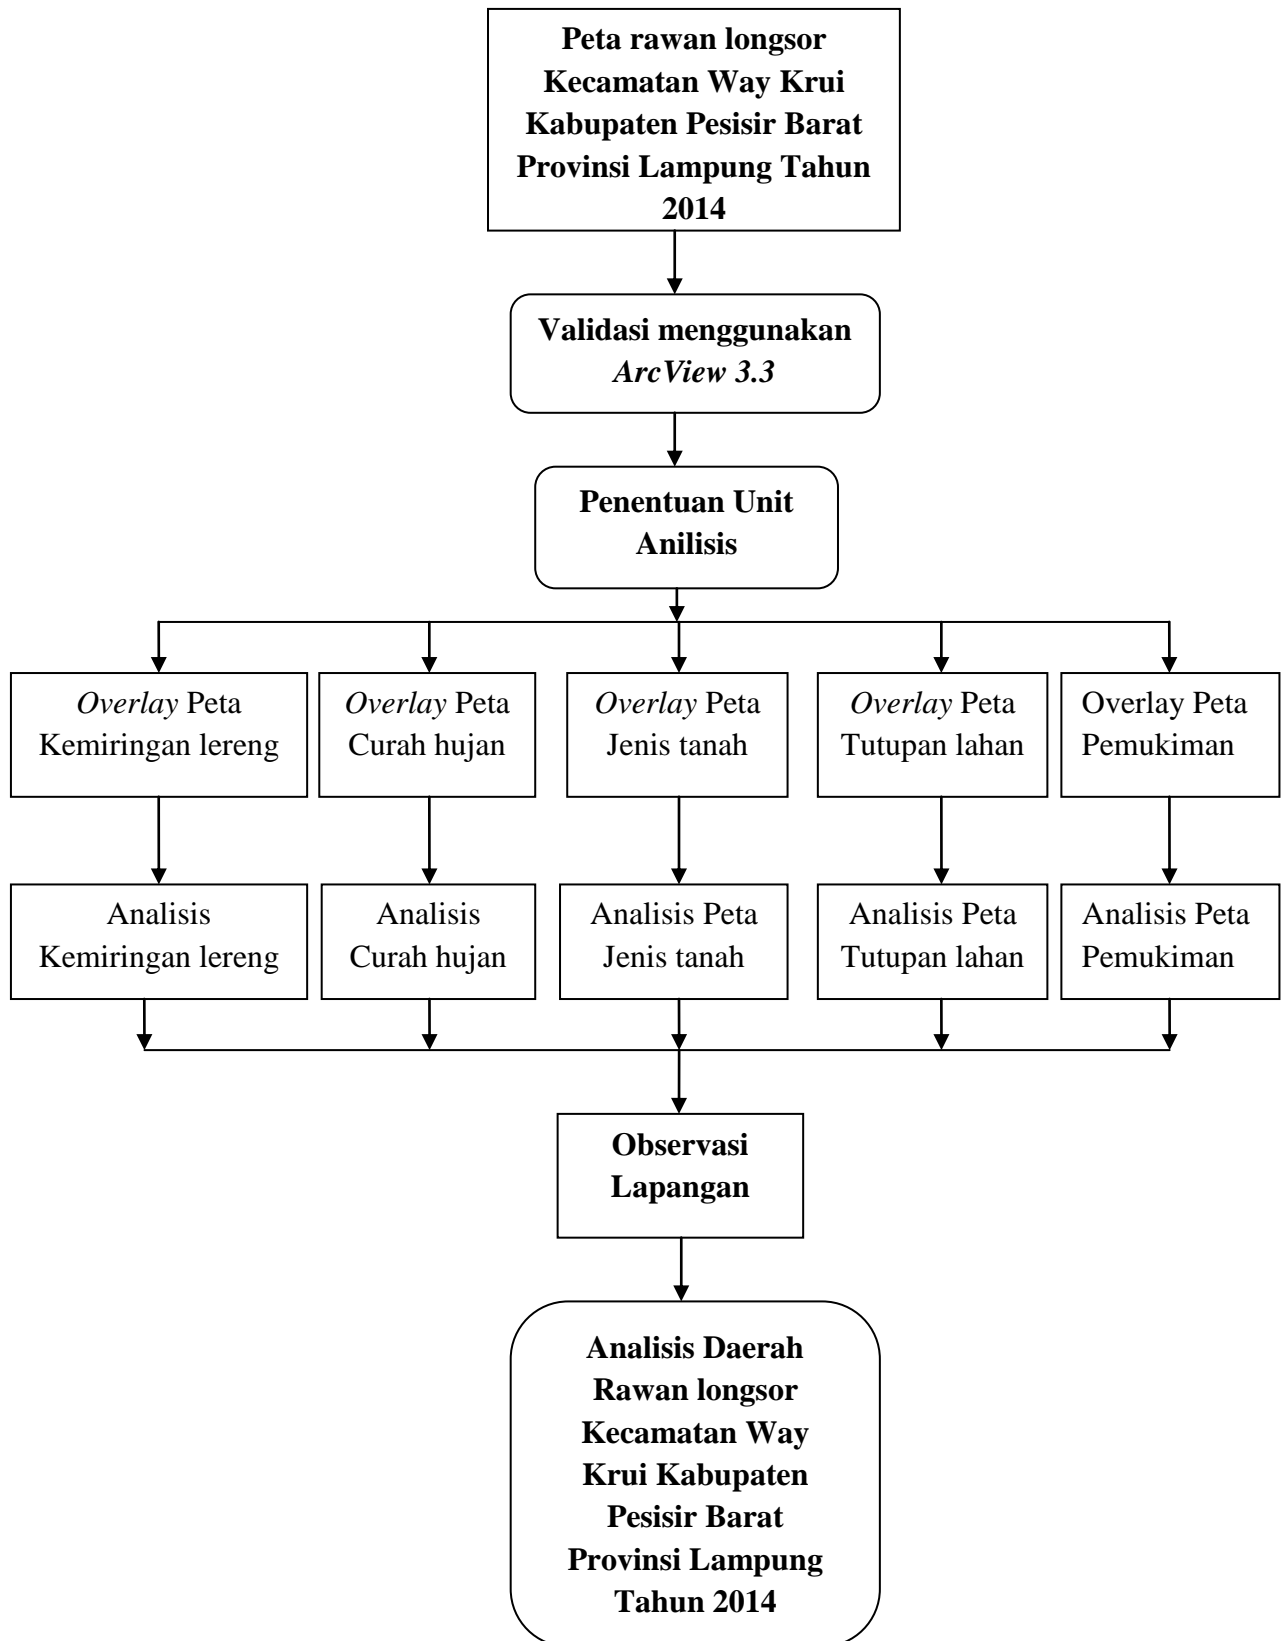 Peta rawan longsor
Kecamatan Way Krui
Kabupaten Pesisir Barat
Provinsi Lampung Tahun
2014
Validasi menggunakan
ArcView 3.3
Penentuan Unit
Anilisis
Overlay Peta
Kemiringan lereng
Overlay Peta
Curah hujan
Overlay Peta
Jenis tanah
Overlay Peta
Tutupan lahan
Overlay Peta
Pemukiman
Analisis
Kemiringan lereng
Analisis
Curah hujan
Analisis Peta
Jenis tanah
Analisis Peta
Tutupan lahan
Analisis Peta
Pemukiman
Observasi
Lapangan
Analisis Daerah
Rawan longsor
Kecamatan Way
Krui Kabupaten
Pesisir Barat
Provinsi Lampung
Tahun 2014